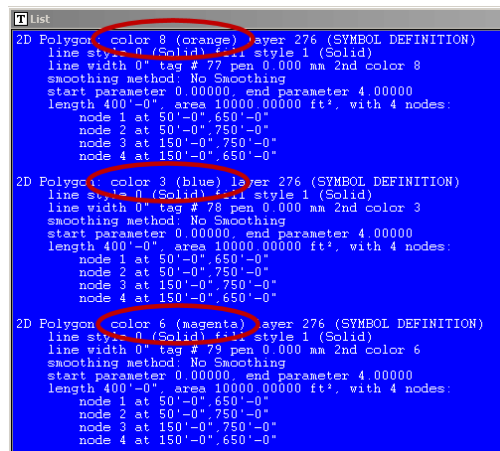 T List
2D Polygon: color 8 (orange) layer 276 (SYMBOL DEFINITION)
line style 0 (Solid) fill style 1 (Solid)
line width 0" tag # 77 pen 0.000 mm 2nd color 8
smoothing method: No Smoothing
start parameter 0.00000, end parameter 4.00000
length 400'-0", area 10000.00000 ft², with 4 nodes:
node 1 at 50'-0",650'-0"
node 2 at 50'-0",750'-0"
node 3 at 150'-0",750'-0"
node 4 at 150'-0",650'-0"
2D Polygon: color 3 (blue) layer 276 (SYMBOL DEFINITION)
line style 0 (Solid) fill style 1 (Solid)
line width 0" tag # 78 pen 0.000 mm 2nd color 3
smoothing method: No Smoothing
start parameter 0.00000, end parameter 4.00000
length 400'-0", area 10000.00000 ft², with 4 nodes:
node 1 at 50'-0",650'-0"
node 2 at 50'-0",750'-0"
node 3 at 150'-0",750'-0"
node 4 at 150'-0",650'-0"
2D Polygon: color 6 (magenta) layer 276 (SYMBOL DEFINITION)
line style 0 (Solid) fill style 1 (Solid)
line width 0" tag # 79 pen 0.000 mm 2nd color 6
smoothing method: No Smoothing
start parameter 0.00000, end parameter 4.00000
length 400'-0", area 10000.00000 ft², with 4 nodes:
node 1 at 50'-0",650'-0"
node 2 at 50'-0",750'-0"
node 3 at 150'-0",750'-0"
node 4 at 150'-0",650'-0"